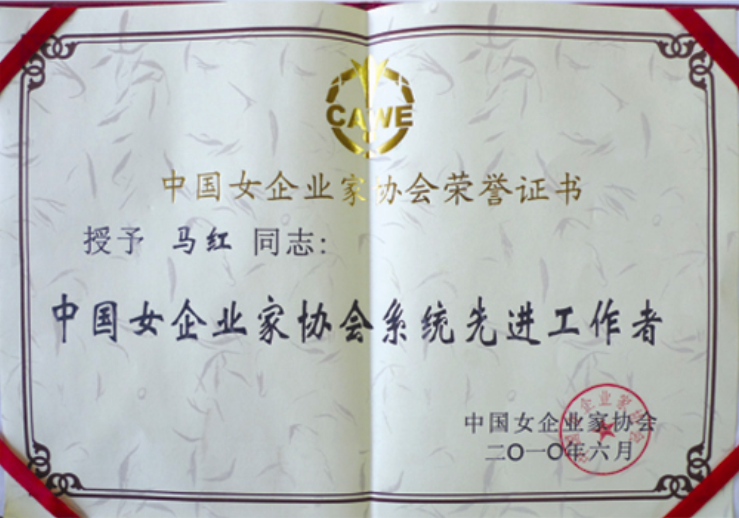 CAWE
中国女企业家协会荣誉证书
授予 马红 同志:
中国女企业家协会系统先进工作者
中国女企业家协会
二〇一〇年六月